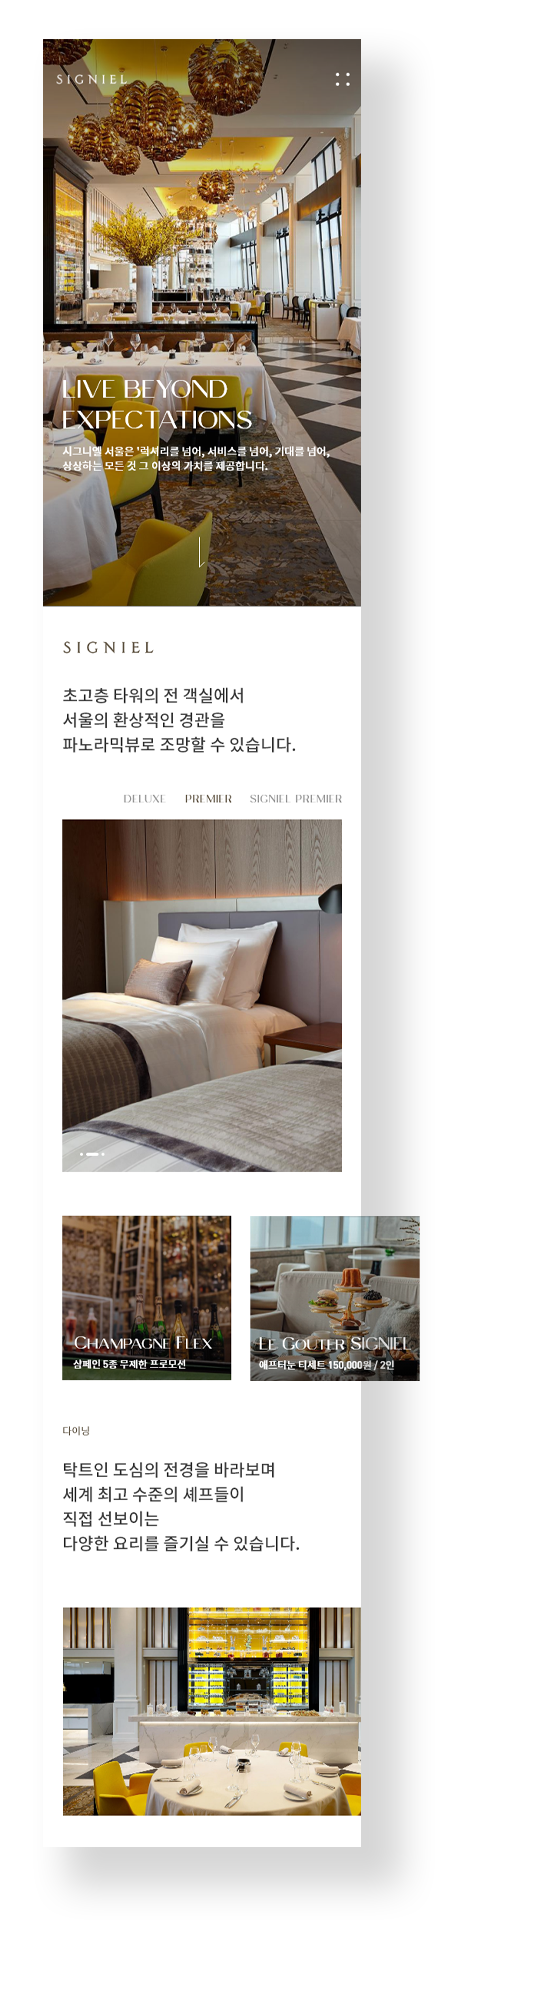 SIGNIEL
LIVE BEYOND
EXPECTATIONS
시그니엘 서울은 '럭셔리를 넘어, 서비스를 넘어, 기대를 넘어,
상상하는 모든 것 그 이상의 가치를 제공합니다.
SIGNIEL
초고층 타워의 전 객실에서
서울의 환상적인 경관을
파노라믹뷰로 조망할 수 있습니다.
DELUXE PREMIER SIGNIEL PREMIER
CHAMPAGNE FLEX
샴페인 5종 무제한 프로모션
LE GOUTER SIGNIEL
애프터눈 티세트 150,000원 / 2인
다이닝
탁트인 도심의 전경을 바라보며
세계 최고 수준의 셰프들이
직접 선보이는
다양한 요리를 즐기실 수 있습니다.